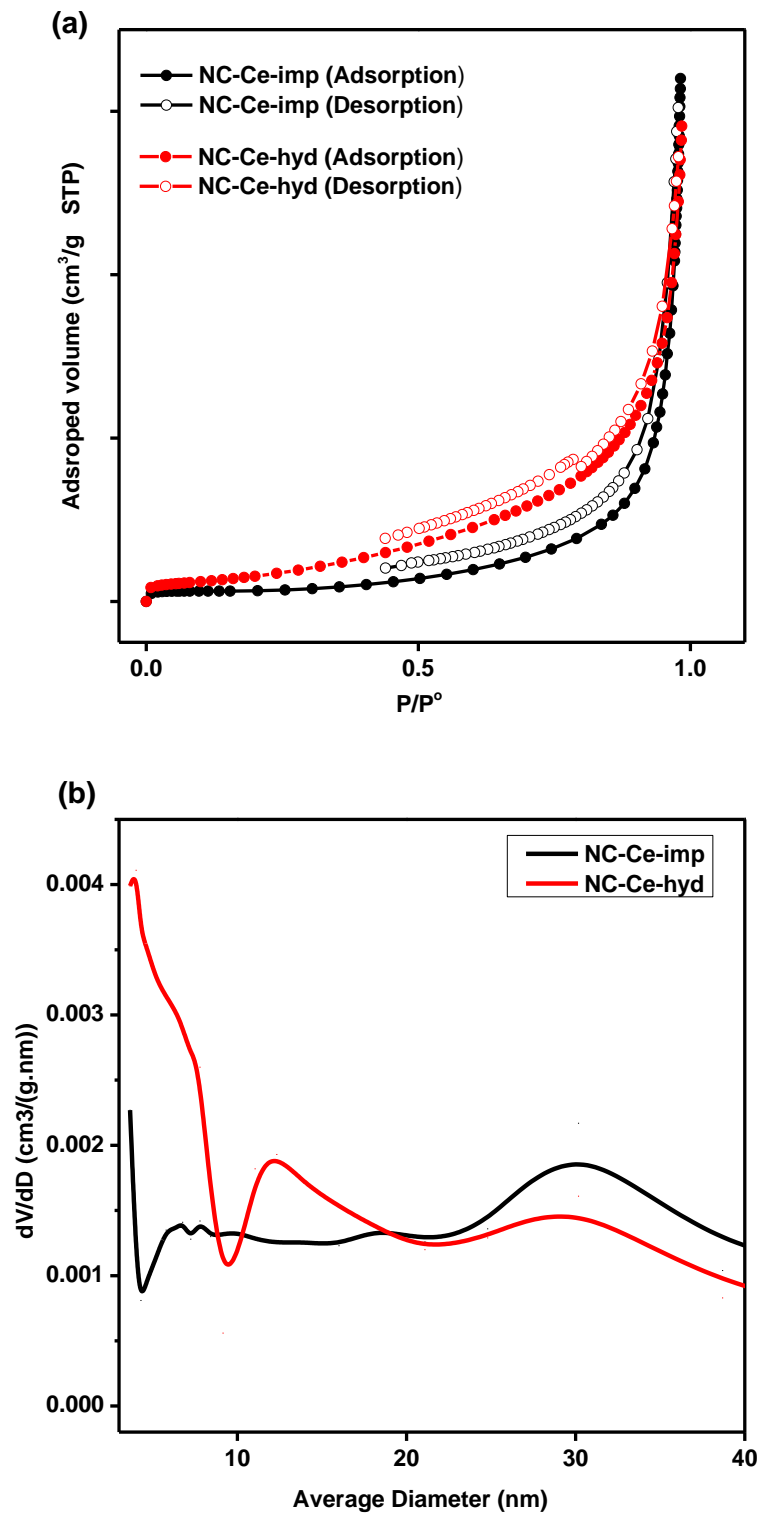 (a)
NC-Ce-imp (Adsorption)
NC-Ce-imp (Desorption)
NC-Ce-hyd (Adsorption)
NC-Ce-hyd (Desorption)
Adsroped volume (cm³/g STP)
0.0 0.5 1.0
P/P°
(b)
NC-Ce-imp
NC-Ce-hyd
0.004
0.003
0.002
0.001
0.000
dV/dD (cm3/(g.nm))
10 20 30 40
Average Diameter (nm)